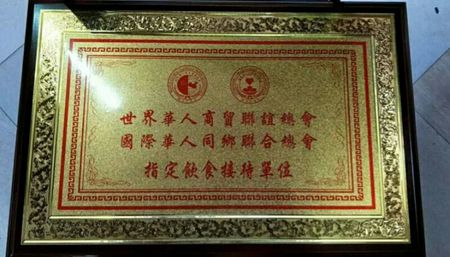 世界華人商貿聯誼總會
國際華人同鄉聯合總會
指定飲食接待單位